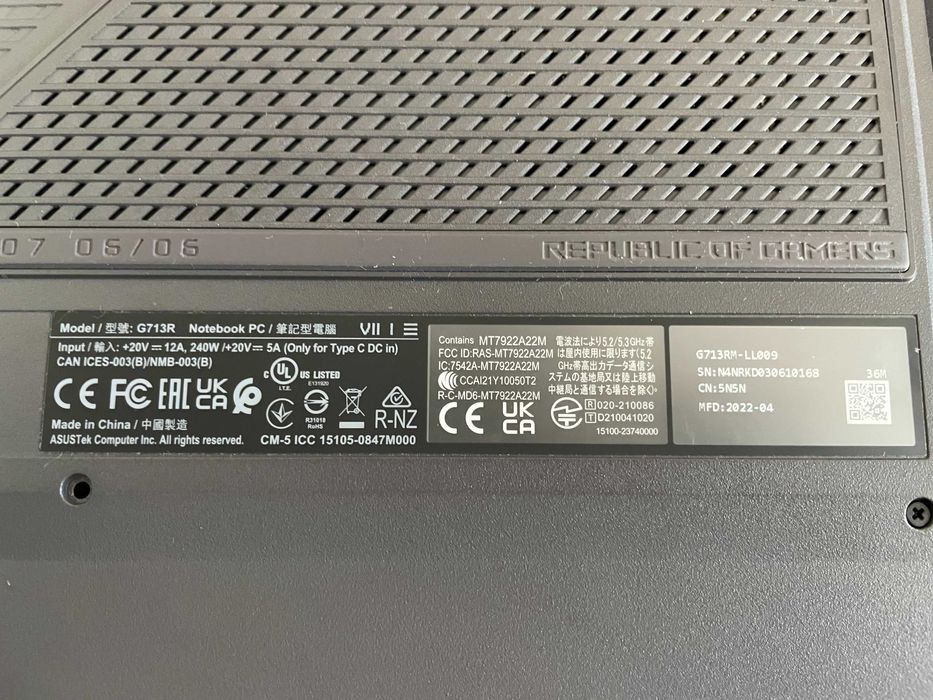 07 06/06
REPUBLIC OF GAMERS
Model / 型號: G713R Notebook PC / 筆記型電腦
Input / 輸入: +20V ⎓ 12A, 240W /+20V ⎓ 5A (Only for Type C DC in)
CAN ICES-003(B)/NMB-003(B)
c UL US LISTED
I.T.E. E131920
CE FC EAC UK CA
R31018
RoHS
R-NZ
Made in China / 中國製造
ASUSTek Computer Inc. All rights reserved.
CM-5 ICC 15105-0847M000
Contains MT7922A22M
FCC ID:RAS-MT7922A22M
IC:7542A-MT7922A22M
CCAI21Y10050T2
R-C-MD6-MT7922A22M
CE UK CA
電波法により5.2/5.3GHz帯
は屋内使用に限ります(5.2
GHz帯高出力データ通信シ
ステムの基地局又は陸上移動
中継局と通信する場合を除く)。
R 020-210086
T D210041020
15100-23740000
G713RM-LL009
SN:N4NRKD030610168
36M
CN:5N5N
MFD:2022-04